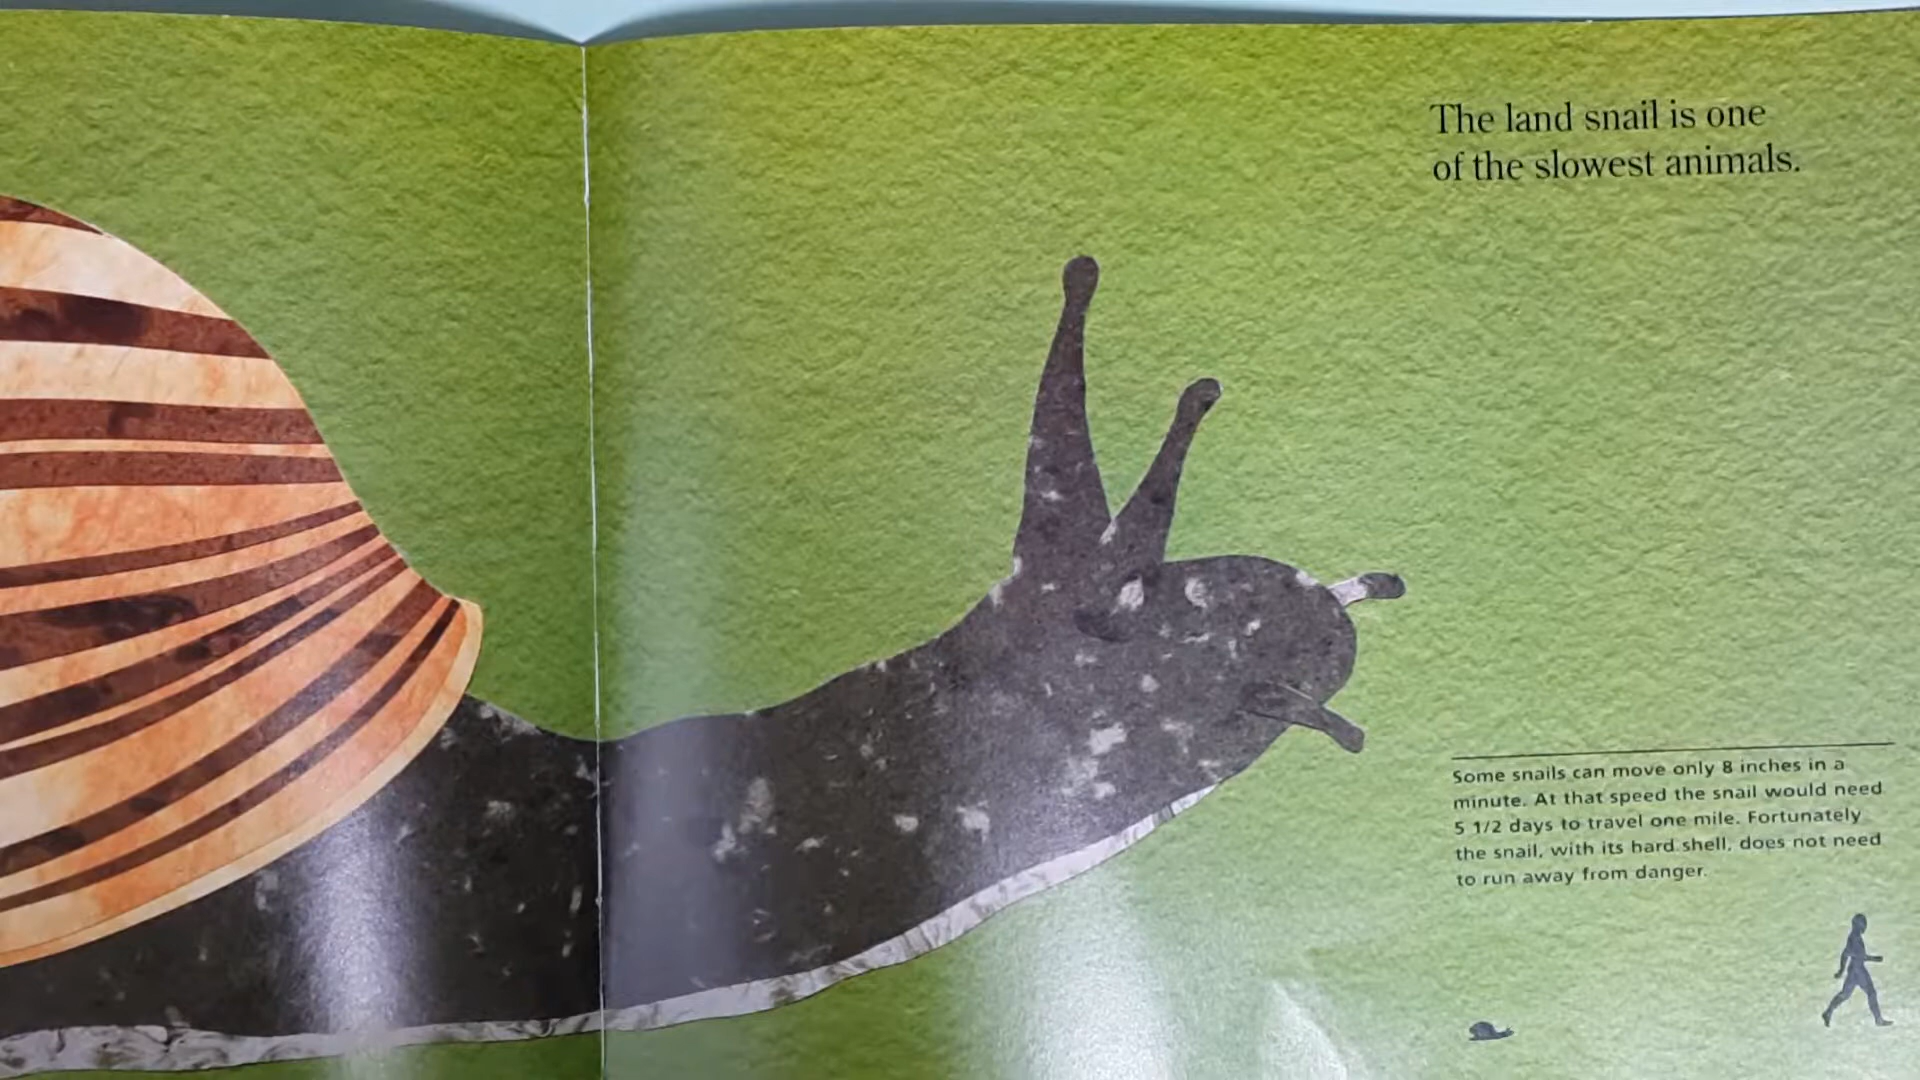 The land snail is one
of the slowest animals.
Some snails can move only 8 inches in a
minute. At that speed the snail would need
5 1/2 days to travel one mile. Fortunately
the snail, with its hard shell, does not need
to run away from danger.